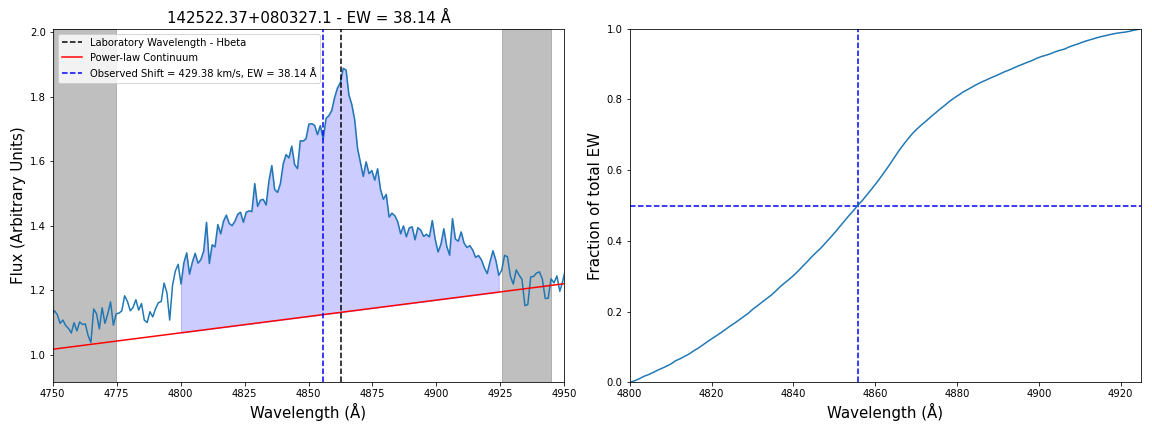 142522.37+080327.1 - EW = 38.14 Å
Laboratory Wavelength - Hbeta
Power-law Continuum
Observed Shift = 429.38 km/s, EW = 38.14 Å
Flux (Arbitrary Units)
2.0
1.8
1.6
1.4
1.2
1.0
4750 4775 4800 4825 4850 4875 4900 4925 4950
Wavelength (Å)
Fraction of total EW
1.0
0.8
0.6
0.4
0.2
0.0
4800 4820 4840 4860 4880 4900 4920
Wavelength (Å)